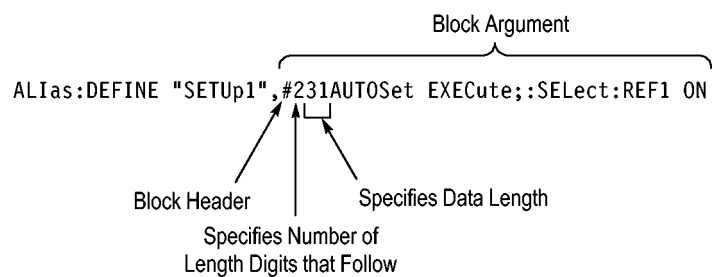 Block Argument
ALIas:DEFINE "SETUp1",#231AUTOSet EXECute;:SELect:REF1 ON
Block Header
Specifies Data Length
Specifies Number of
Length Digits that Follow